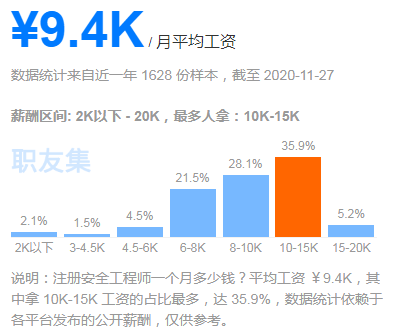 ¥9.4K / 月平均工资
数据统计来自近一年 1628 份样本，截至 2020-11-27
薪酬区间: 2K以下 - 20K，最多人拿：10K-15K
职友集
2.1% 1.5% 4.5% 21.5% 28.1% 35.9% 5.2%
2K以下 3-4.5K 4.5-6K 6-8K 8-10K 10-15K 15-20K
说明：注册安全工程师一个月多少钱？平均工资 ￥9.4K，其
中拿 10K-15K 工资的占比最多，达 35.9%，数据统计依赖于
各平台发布的公开薪酬，仅供参考。